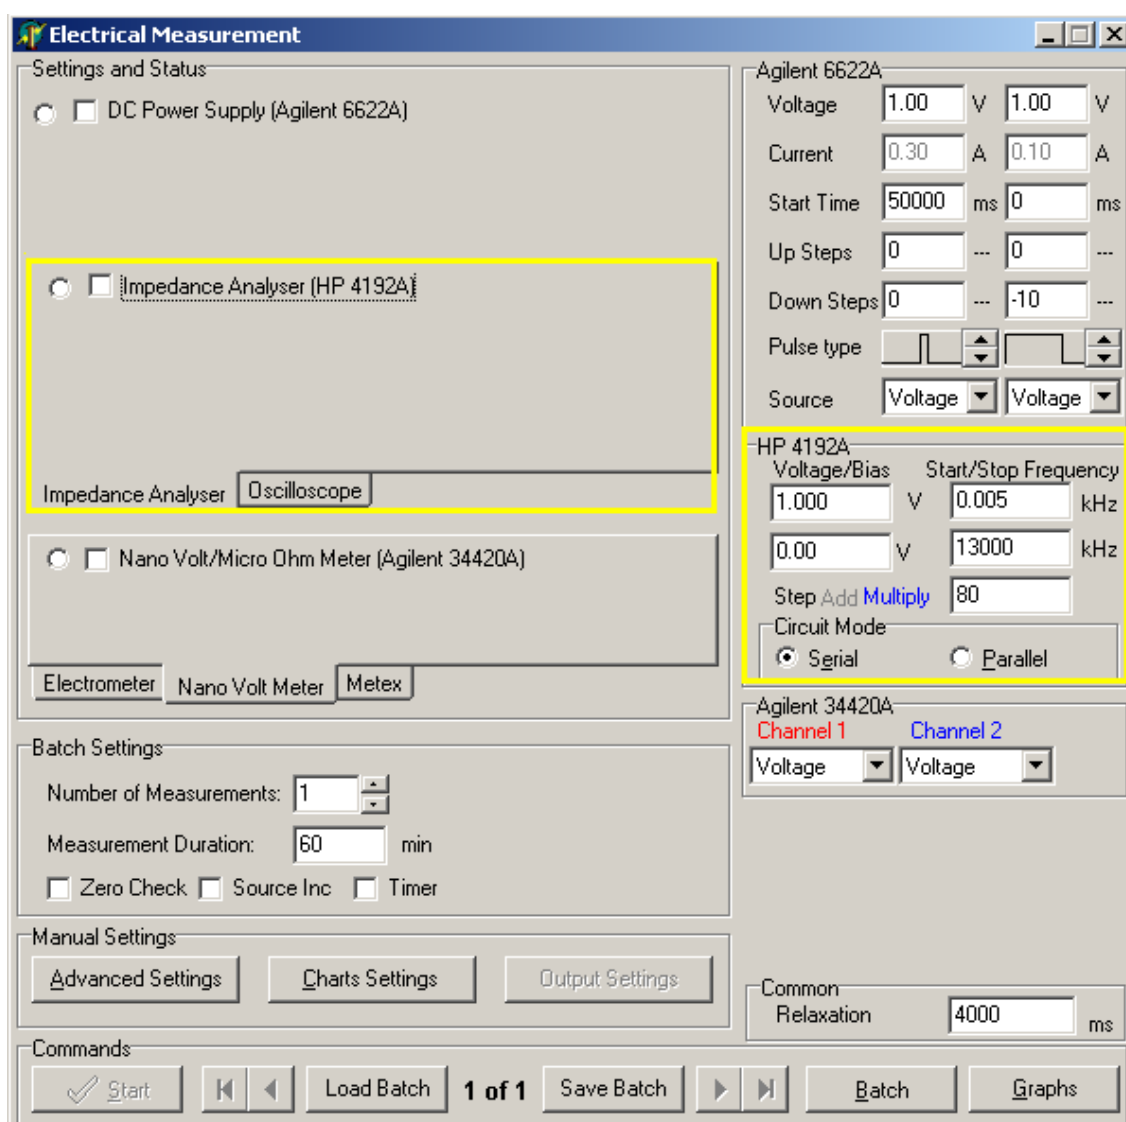 Electrical Measurement
Settings and Status
DC Power Supply (Agilent 6622A)
Impedance Analyser (HP 4192A)
Impedance Analyser Oscilloscope
Nano Volt/Micro Ohm Meter (Agilent 34420A)
Electrometer Nano Volt Meter Metex
Batch Settings
Number of Measurements: 1
Measurement Duration: 60 min
Zero Check Source Inc Timer
Manual Settings
Advanced Settings Charts Settings Output Settings
Agilent 6622A
Voltage 1.00 V 1.00 V
Current 0.30 A 0.10 A
Start Time 50000 ms 0 ms
Up Steps 0 --- 0 ---
Down Steps 0 --- -10 ---
Pulse type
Source Voltage Voltage
HP 4192A
Voltage/Bias Start/Stop Frequency
1.000 V 0.005 kHz
0.00 V 13000 kHz
Step Add Multiply 80
Circuit Mode
Serial Parallel
Agilent 34420A
Channel 1 Channel 2
Voltage Voltage
Common
Relaxation 4000 ms
Commands
Start Load Batch 1 of 1 Save Batch Batch Graphs